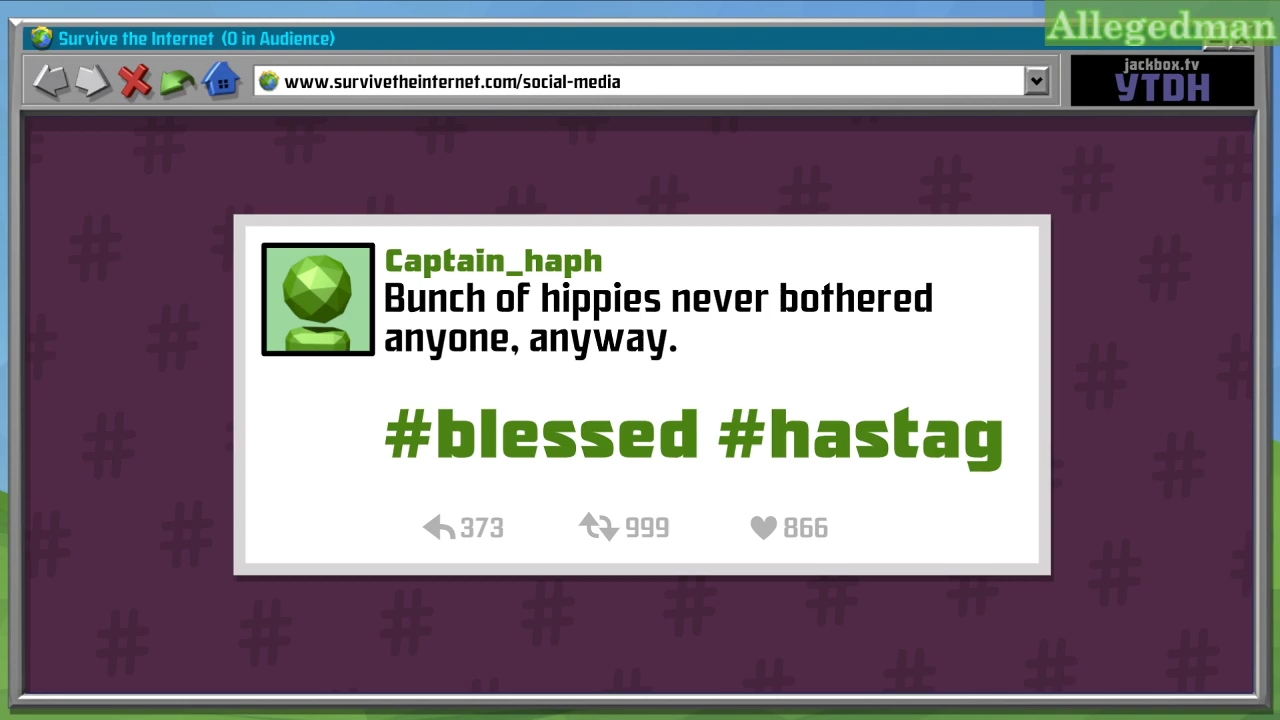 Allegedman
Survive the Internet (0 in Audience)
www.survivetheinternet.com/social-media
jackbox.tv
YTDH
Captain_haph
Bunch of hippies never bothered
anyone, anyway.
#blessed #hastag
373 999 866